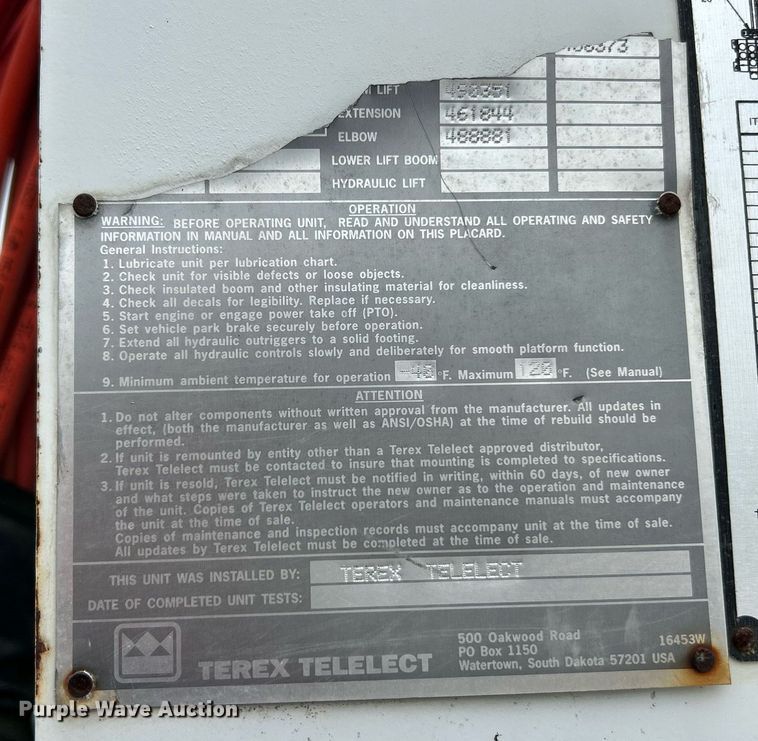 LIFT 450351
EXTENSION 461844
ELBOW 488881
LOWER LIFT BOOM
HYDRAULIC LIFT
OPERATION
WARNING: BEFORE OPERATING UNIT, READ AND UNDERSTAND ALL OPERATING AND SAFETY
INFORMATION IN MANUAL AND ALL INFORMATION ON THIS PLACARD.
General Instructions:
1. Lubricate unit per lubrication chart.
2. Check unit for visible defects or loose objects.
3. Check insulated boom and other insulating material for cleanliness.
4. Check all decals for legibility. Replace if necessary.
5. Start engine or engage power take off (PTO).
6. Set vehicle park brake securely before operation.
7. Extend all hydraulic outriggers to a solid footing.
8. Operate all hydraulic controls slowly and deliberately for smooth platform function.
9. Minimum ambient temperature for operation -40 °F. Maximum °F. (See Manual)
ATTENTION
1. Do not alter components without written approval from the manufacturer. All updates in
effect, (both the manufacturer as well as ANSI/OSHA) at the time of rebuild should be
performed.
2. If unit is remounted by entity other than a Terex Telelect approved distributor,
Terex Telelect must be contacted to insure that mounting is completed to specifications.
3. If unit is resold, Terex Telelect must be notified in writing, within 60 days, of new owner
and what steps were taken to instruct the new owner as to the operation and maintenance
of the unit. Copies of Terex Telelect operators and maintenance manuals must accompany
the unit at the time of sale.
Copies of maintenance and inspection records must accompany unit at the time of sale.
All updates by Terex Telelect must be completed at the time of sale.
THIS UNIT WAS INSTALLED BY: TEREX TELELECT
DATE OF COMPLETED UNIT TESTS:
TEREX TELELECT
500 Oakwood Road
PO Box 1150
Watertown, South Dakota 57201 USA
16453W
Purple Wave Auction